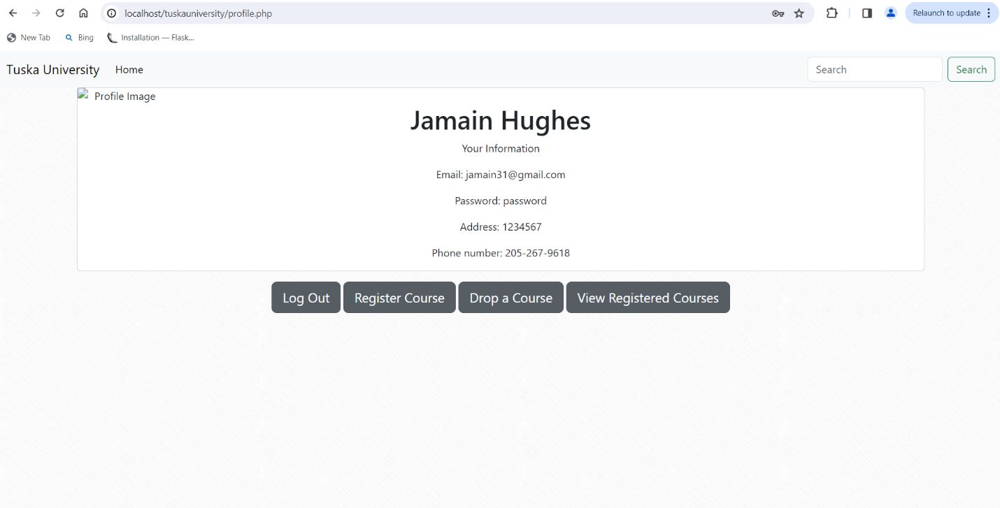 localhost/tuskauniversity/profile.php
Relaunch to update
New Tab Bing Installation — Flask...
Tuska University Home Search Search
Profile Image
Jamain Hughes
Your Information
Email: jamain31@gmail.com
Password: password
Address: 1234567
Phone number: 205-267-9618
Log Out Register Course Drop a Course View Registered Courses